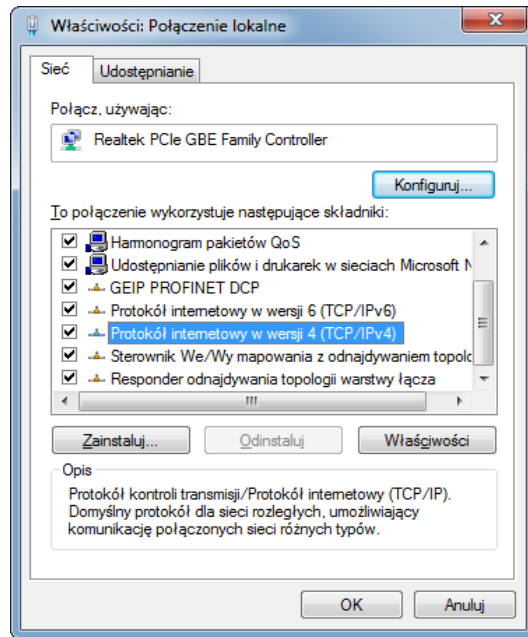 Właściwości: Połączenie lokalne
Sieć
Udostępnianie
Połącz, używając:
Realtek PCIe GBE Family Controller
Konfiguruj...
To połączenie wykorzystuje następujące składniki:
Harmonogram pakietów QoS
Udostępnianie plików i drukarek w sieciach Microsoft N
GEIP PROFINET DCP
Protokół internetowy w wersji 6 (TCP/IPv6)
Protokół internetowy w wersji 4 (TCP/IPv4)
Sterownik We/Wy mapowania z odnajdywaniem topolc
Responder odnajdywania topologii warstwy łącza
Zainstaluj...
Odinstaluj
Właściwości
Opis
Protokół kontroli transmisji/Protokół internetowy (TCP/IP).
Domyślny protokół dla sieci rozległych, umożliwiający
komunikację połączonych sieci różnych typów.
OK
Anuluj